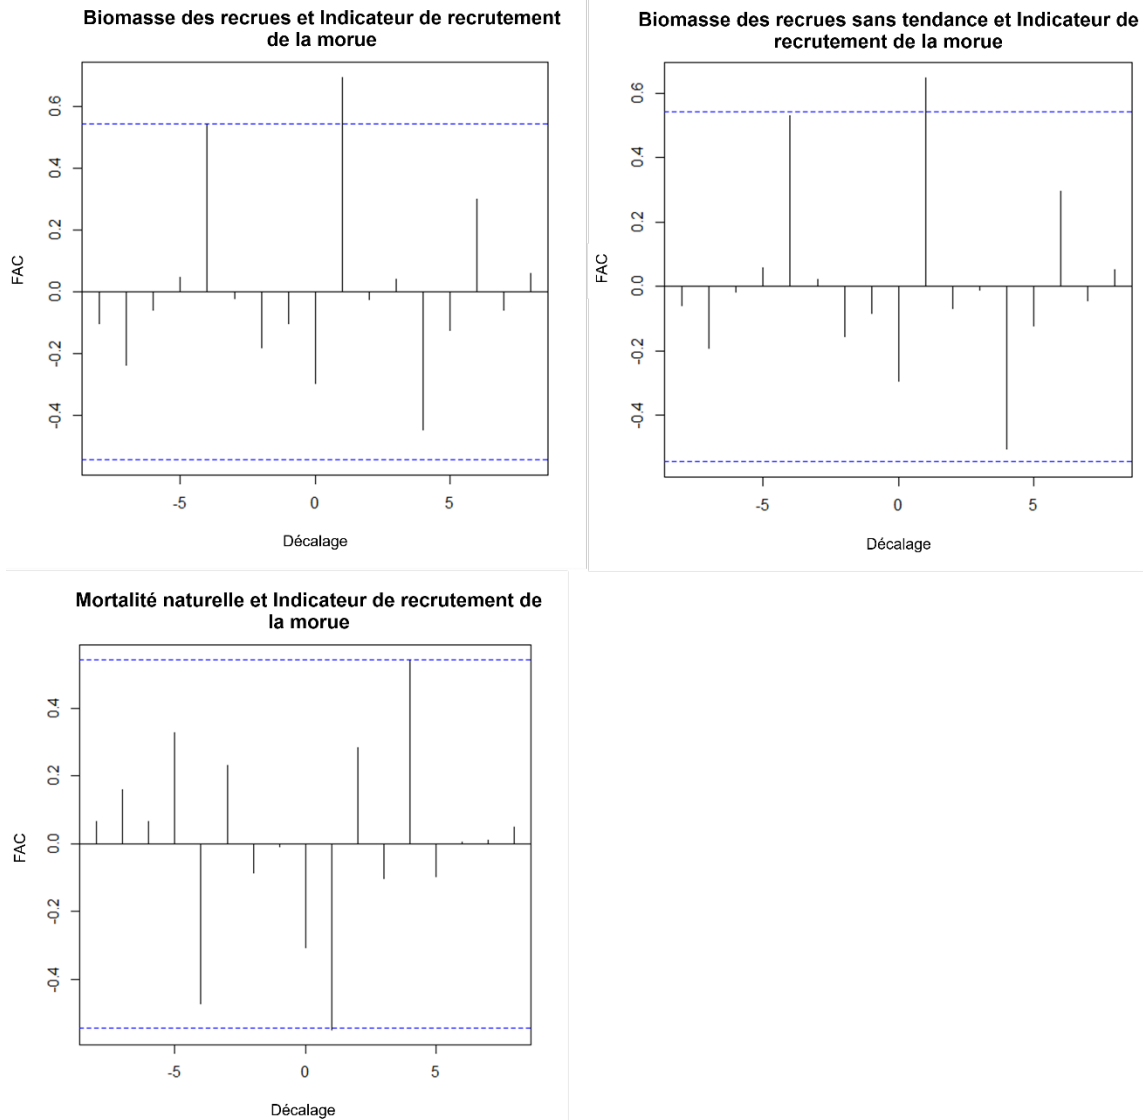 Biomasse des recrues et Indicateur de recrutement
de la morue
FAC
0.6
0.4
0.2
0.0
-0.2
-0.4
-5
0
5
Décalage
Biomasse des recrues sans tendance et Indicateur de
recrutement de la morue
FAC
0.6
0.4
0.2
0.0
-0.2
-0.4
-5
0
5
Décalage
Mortalité naturelle et Indicateur de recrutement de
la morue
FAC
0.4
0.2
0.0
-0.2
-0.4
-5
0
5
Décalage